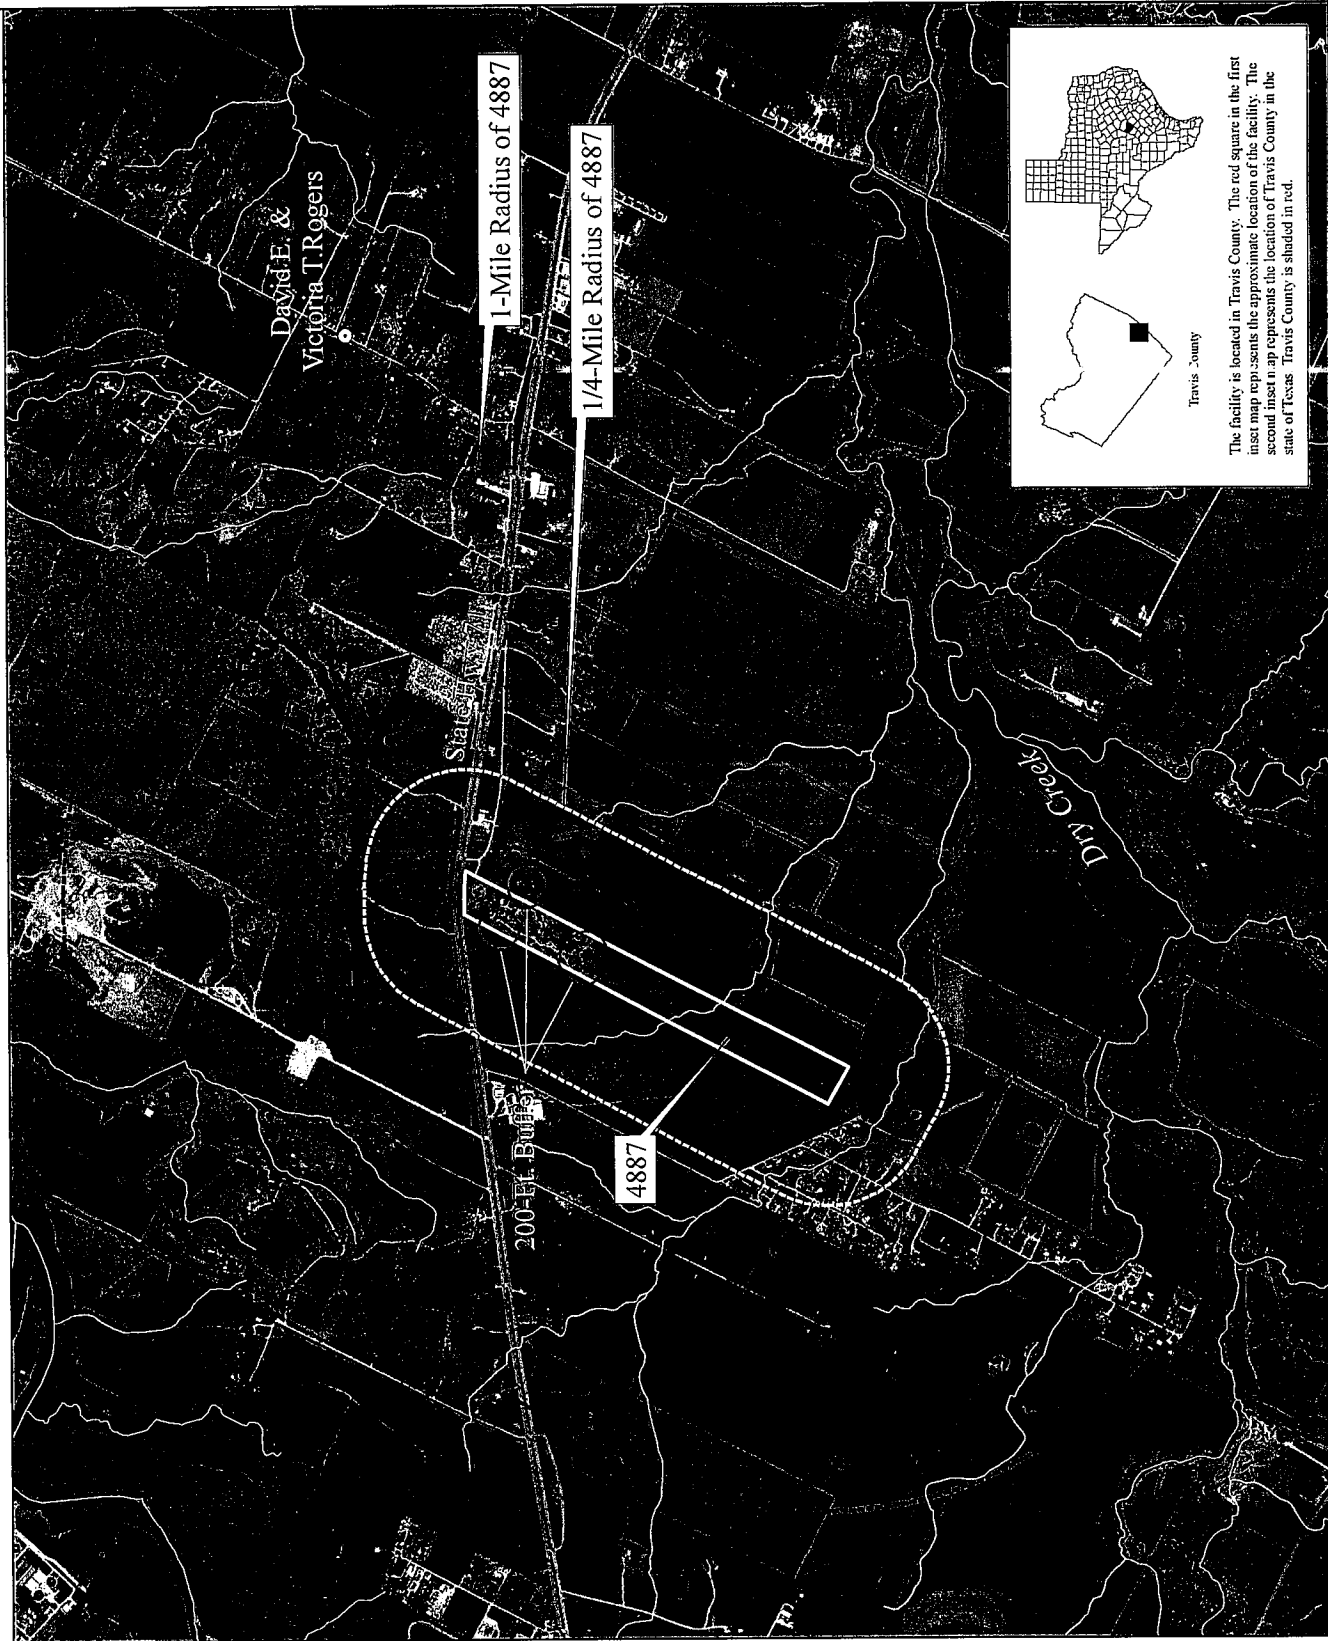 David E. &
Victoria T. Rogers
1-Mile Radius of 4887
1/4-Mile Radius of 4887
State Hwy
200-Ft. Buffer
4887
Dry Creek
Travis County
The facility is located in Travis County. The red square in the first
inset map represents the approximate location of the facility. The
second inset map represents the location of Travis County in the
state of Texas. Travis County is shaded in red.